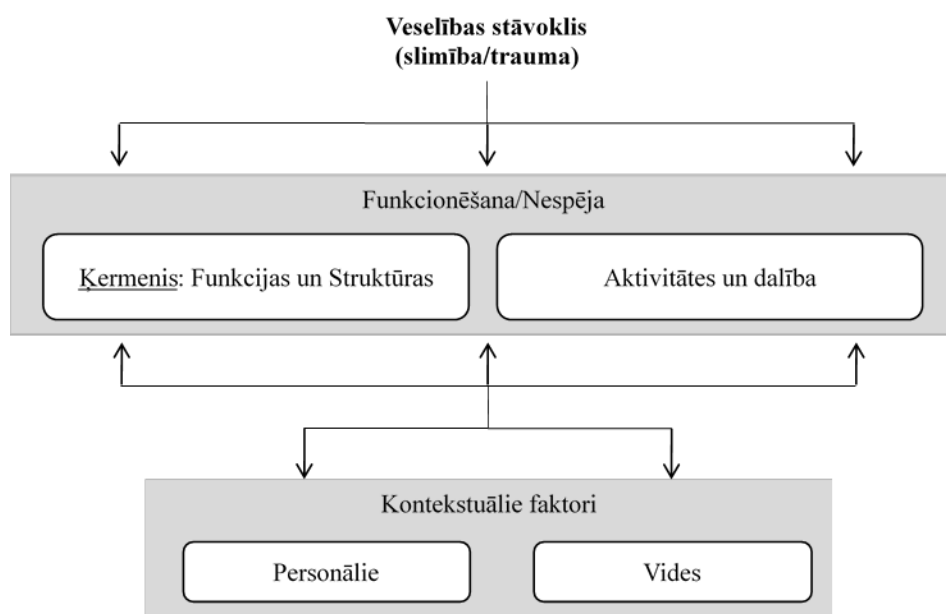 Veselības stāvoklis
(slimība/trauma)
Funkcionēšana/Nespēja
Ķermenis: Funkcijas un Struktūras
Aktivitātes un dalība
Kontekstuālie faktori
Personālie
Vides